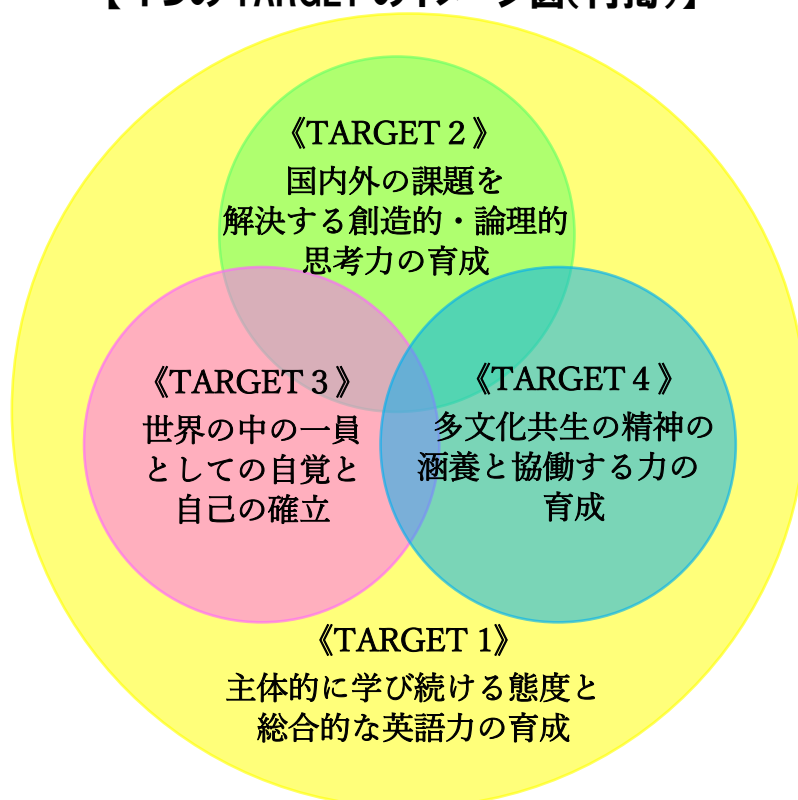 《TARGET 2 》
国内外の課題を
解決する創造的・論理的
思考力の育成
《TARGET 3 》
世界の中の一員
としての自覚と
自己の確立
《TARGET 4 》
多文化共生の精神の
涵養と協働する力の
育成
《TARGET 1》
主体的に学び続ける態度と
総合的な英語力の育成